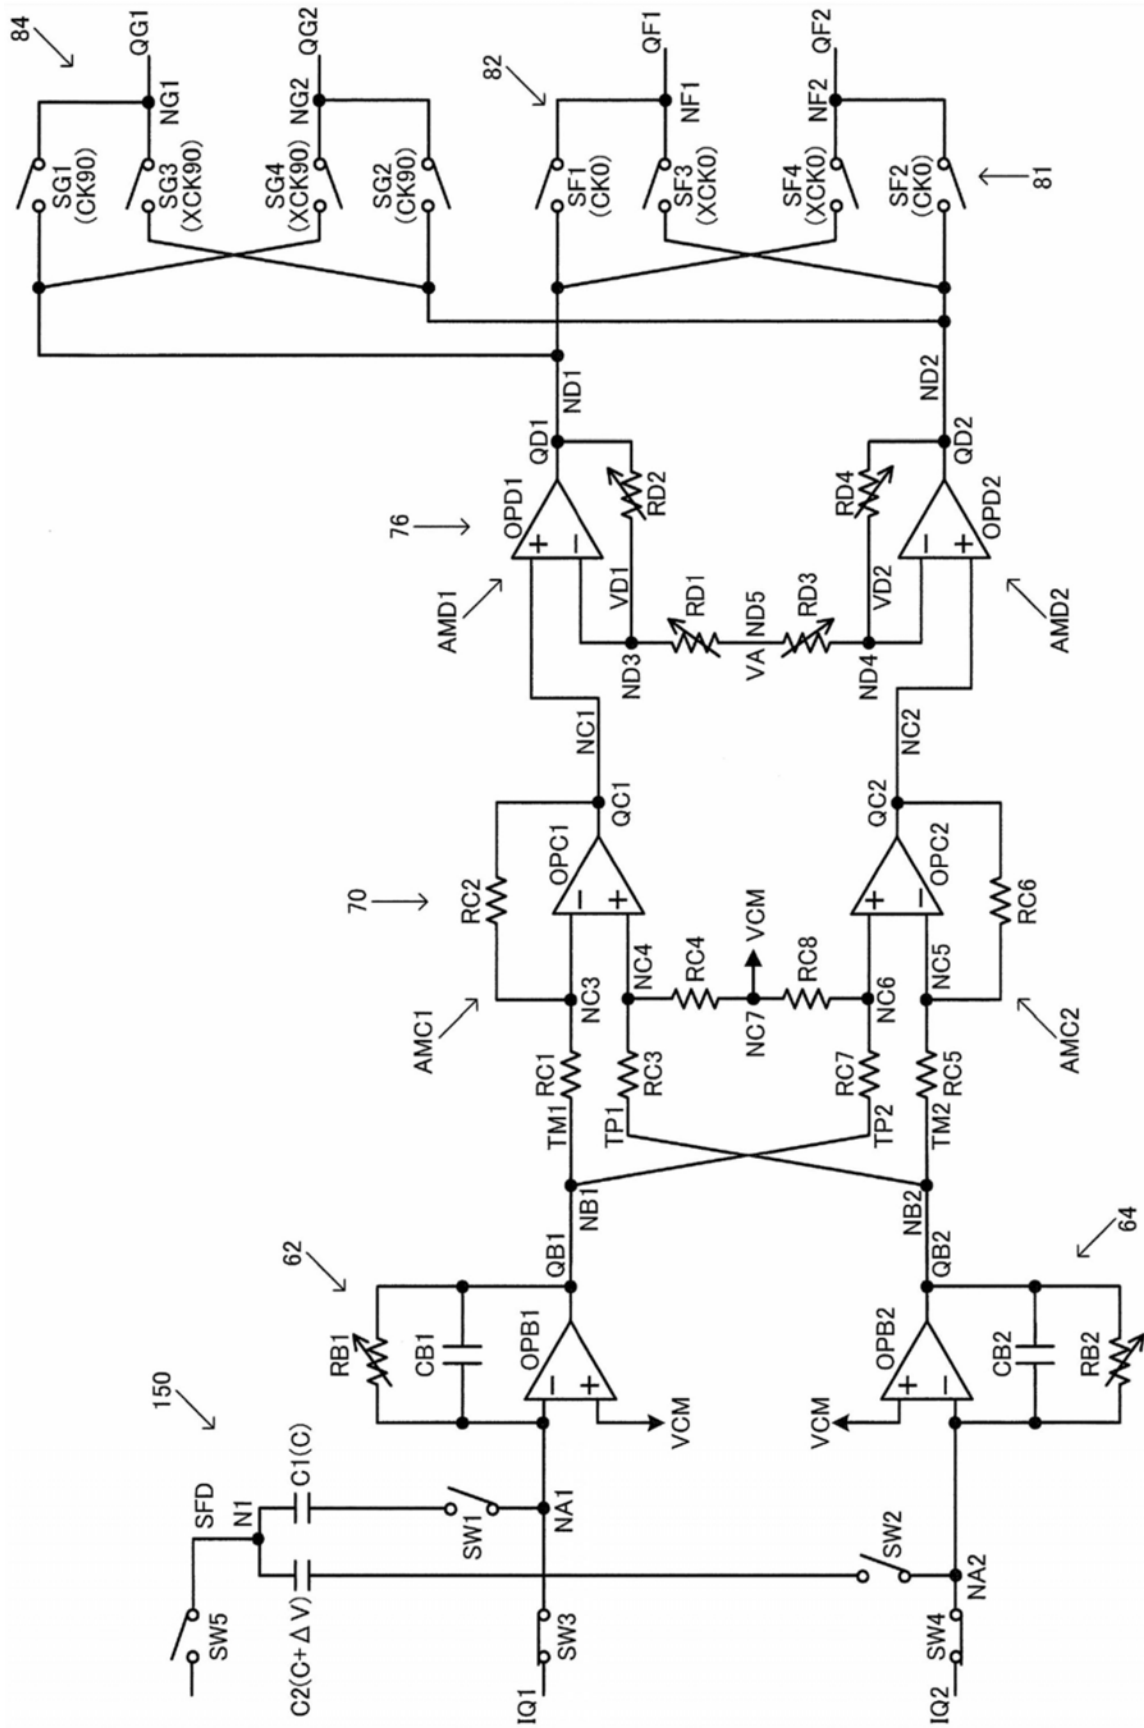 150
SW5
SFD
N1
C2(C+ΔV)
C1(C)
SW1
SW2
IQ1
SW3
NA1
IQ2
SW4
NA2
62
RB1
CB1
OPB1
QB1
VCM
VCM
OPB2
QB2
CB2
RB2
64
NB1
NB2
TM1
TP1
TP2
TM2
RC1
RC3
RC7
RC5
AMC1
AMC2
NC3
NC4
NC7
NC6
NC5
70
RC2
OPC1
RC4
VCM
RC8
OPC2
RC6
QC1
QC2
NC1
NC2
AMD1
AMD2
ND3
VA
ND4
76
OPD1
VD1
RD1
ND5
RD3
VD2
OPD2
RD2
RD4
QD1
QD2
ND1
ND2
84
SG1
(CK90)
SG3
(XCK90)
SG4
(XCK90)
SG2
(CK90)
NG1
QG1
NG2
QG2
82
SF1
(CK0)
SF3
(XCK0)
SF4
(XCK0)
SF2
(CK0)
NF1
QF1
NF2
QF2
81